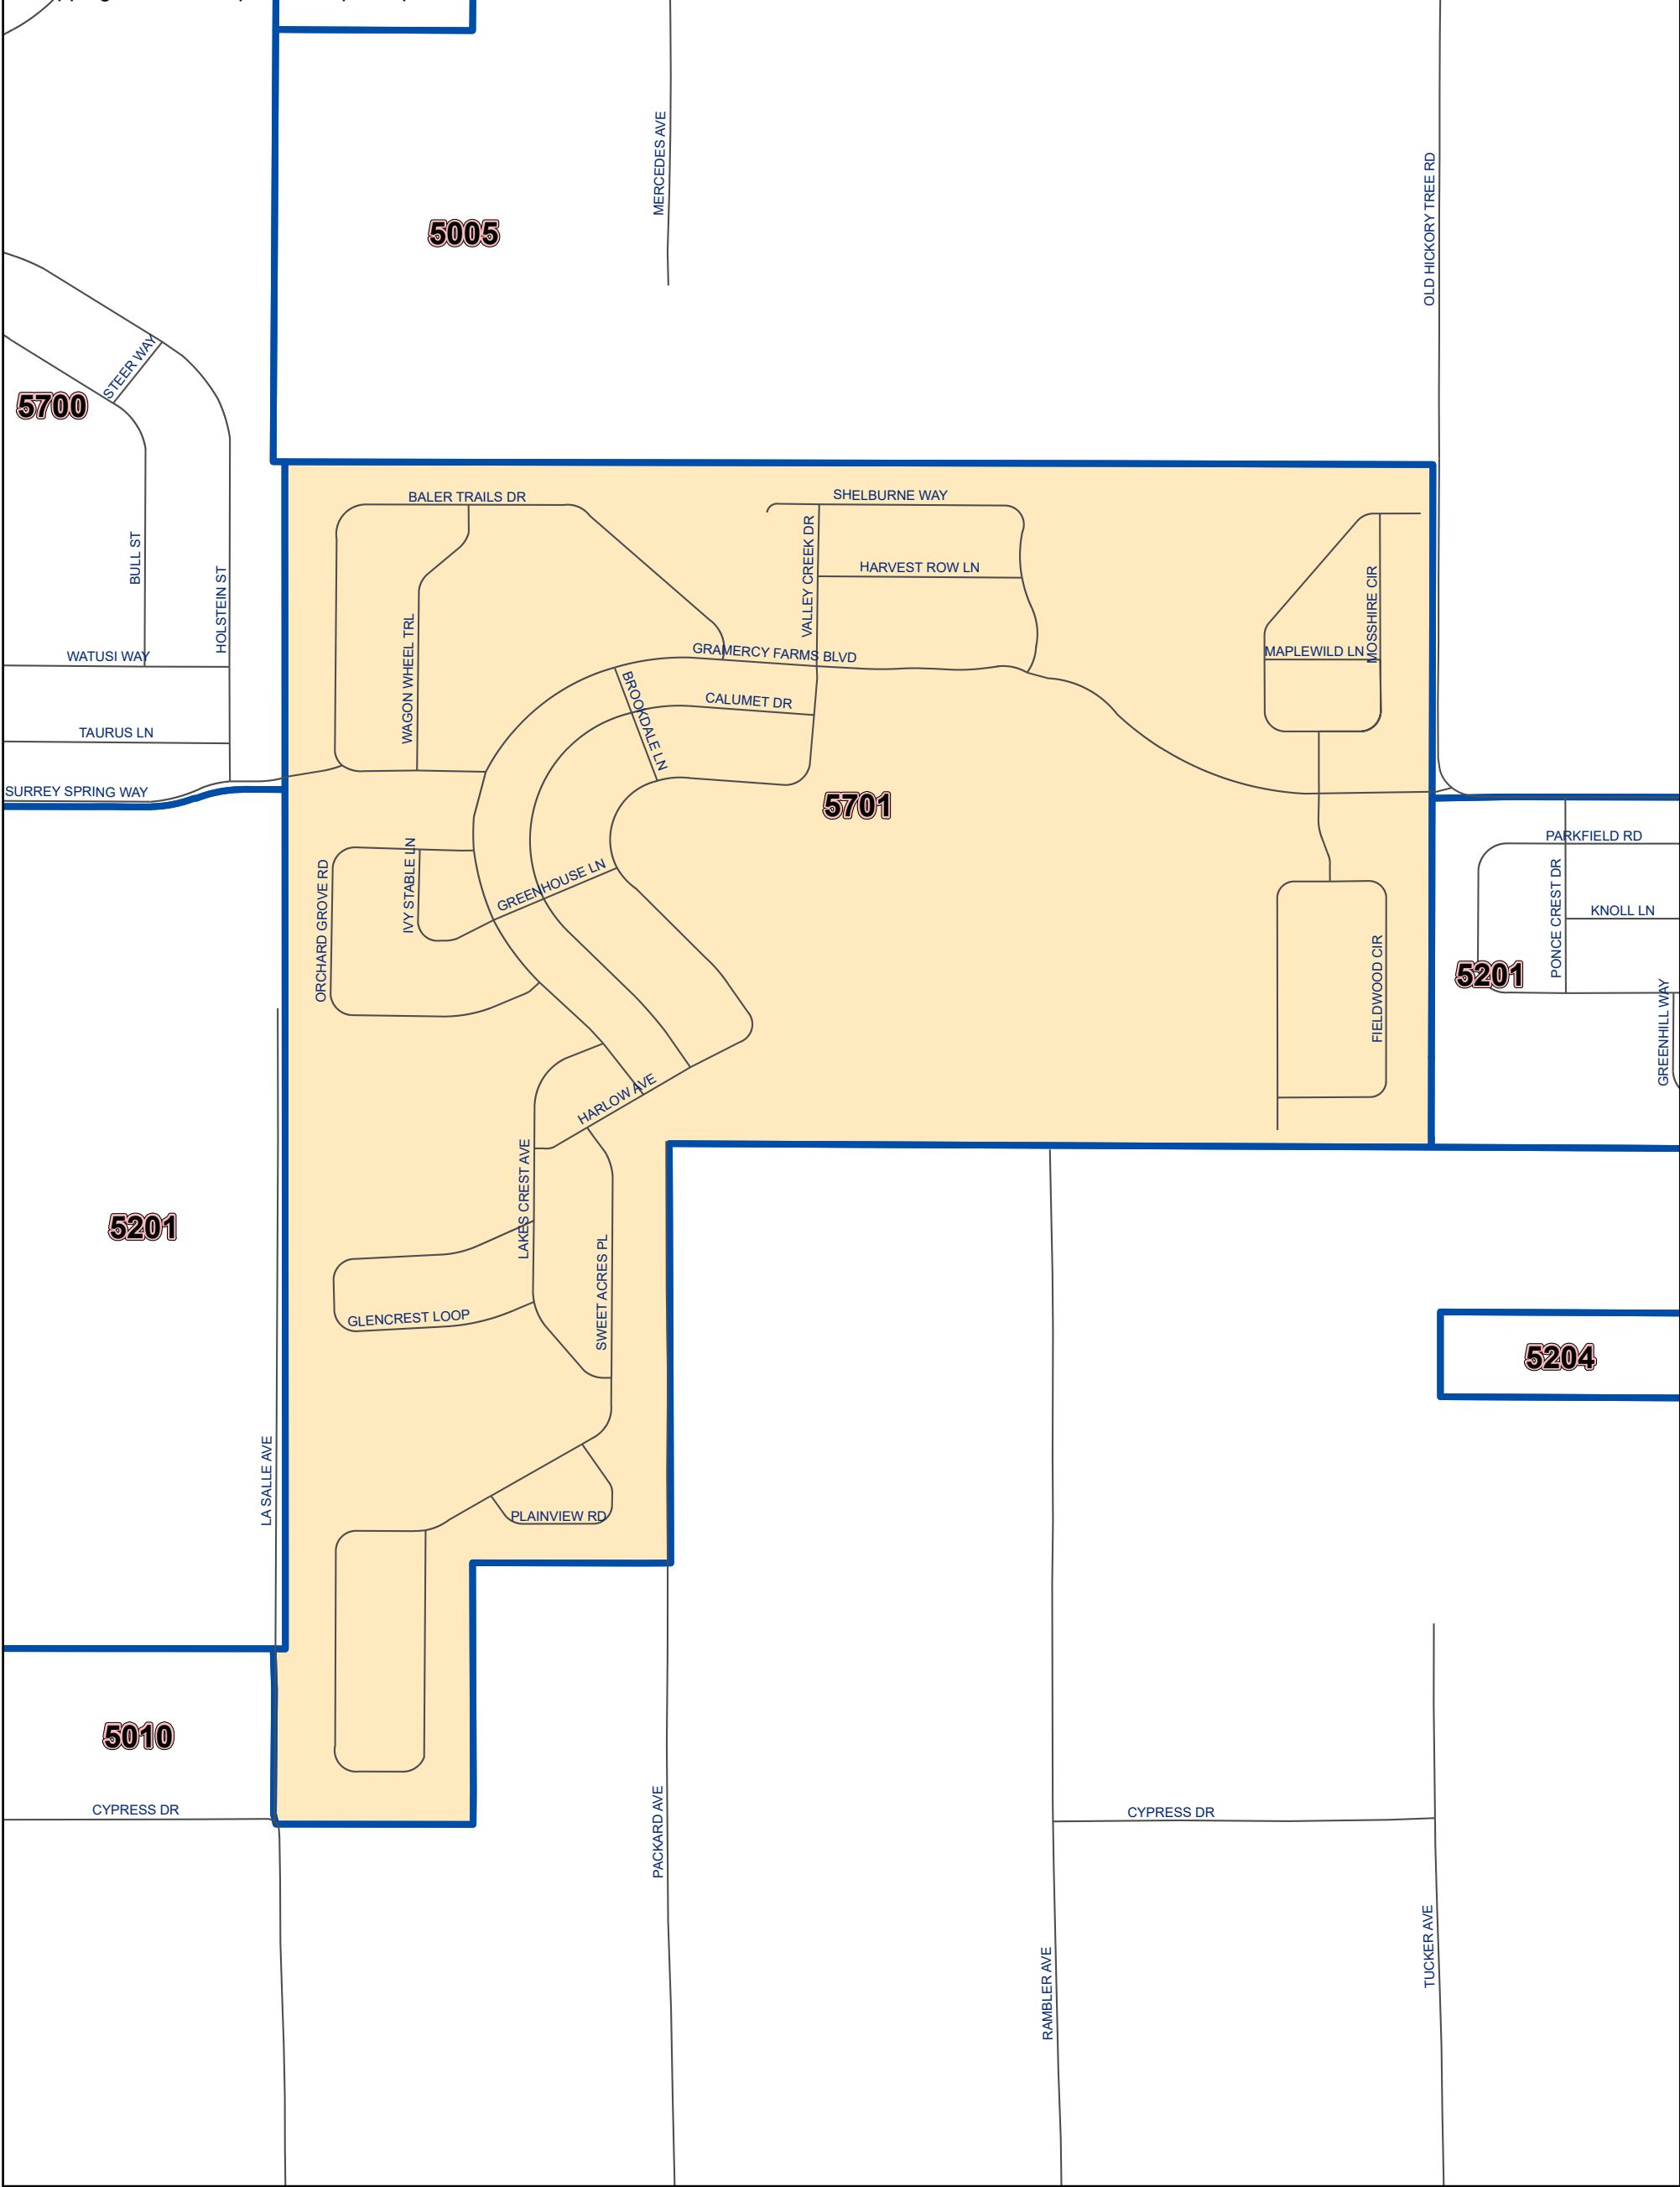 MERCEDES AVE
OLD HICKORY TREE RD
5005
STEER WAY
5700
BALER TRAILS DR
SHELBURNE WAY
BULL ST
HOLSTEIN ST
VALLEY CREEK DR
HARVEST ROW LN
MOSSHIRE CIR
WAGON WHEEL TRL
WATUSI WAY
GRAMERCY FARMS BLVD
MAPLEWILD LN
BROOKDALE LN
CALUMET DR
TAURUS LN
SURREY SPRING WAY
5701
PARKFIELD RD
ORCHARD GROVE RD
IVY STABLE LN
GREENHOUSE LN
PONCE CREST DR
KNOLL LN
FIELDWOOD CIR
5201
GREENHILL WAY
HARLOW AVE
LAKES CREST AVE
5201
SWEET ACRES PL
GLENCREST LOOP
5204
LA SALLE AVE
PLAINVIEW RD
5010
CYPRESS DR
PACKARD AVE
CYPRESS DR
RAMBLER AVE
TUCKER AVE